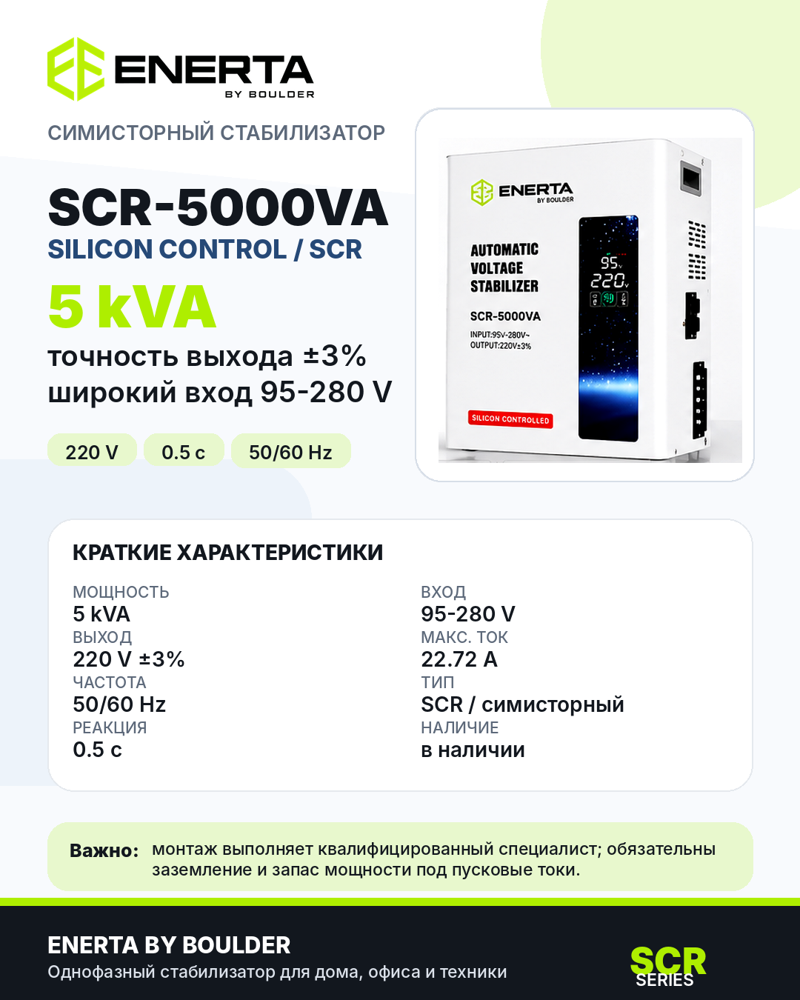 ENERTA
BY BOULDER
СИМИСТОРНЫЙ СТАБИЛИЗАТОР
SCR-5000VA
SILICON CONTROL / SCR
5 kVA
точность выхода ±3%
широкий вход 95-280 V
220 V
0.5 с
50/60 Hz
ENERTA
BY BOULDER
AUTOMATIC
VOLTAGE
STABILIZER
SCR-5000VA
INPUT:95V-280V~
OUTPUT:220V±3%
SILICON CONTROLLED
95V
220V
КРАТКИЕ ХАРАКТЕРИСТИКИ
МОЩНОСТЬ
5 kVA
ВЫХОД
220 V ±3%
ЧАСТОТА
50/60 Hz
РЕАКЦИЯ
0.5 с
ВХОД
95-280 V
МАКС. ТОК
22.72 A
ТИП
SCR / симисторный
НАЛИЧИЕ
в наличии
Важно: монтаж выполняет квалифицированный специалист; обязательны
заземление и запас мощности под пусковые токи.
ENERTA BY BOULDER
Однофазный стабилизатор для дома, офиса и техники
SCR
SERIES